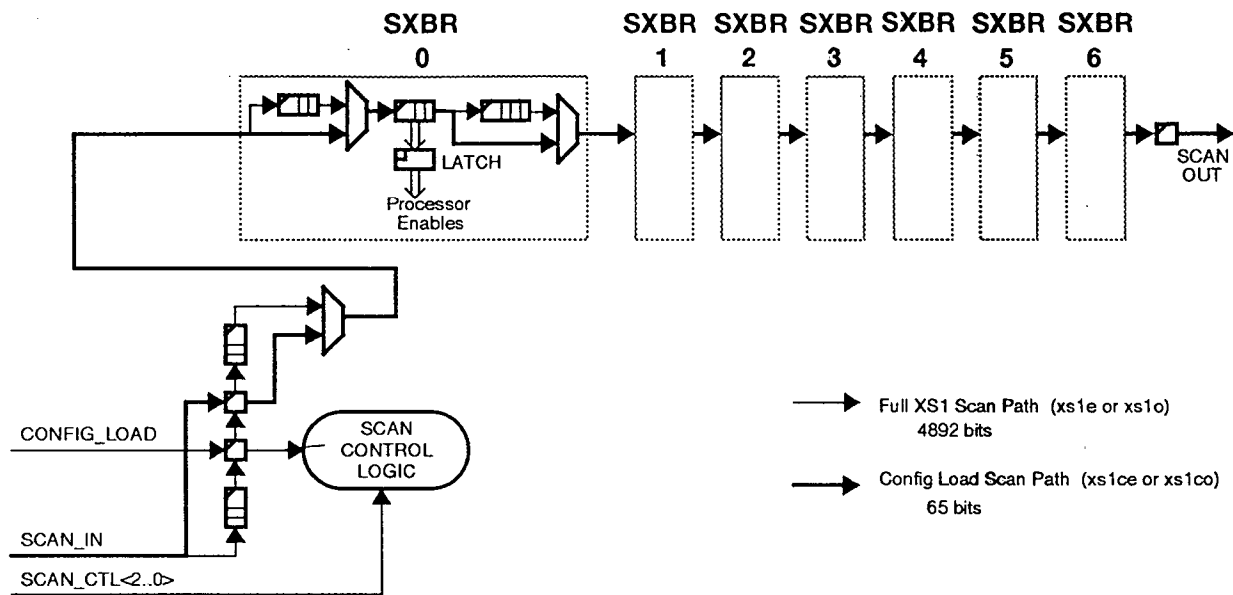 SXBR SXBR SXBR SXBR SXBR SXBR SXBR
0 1 2 3 4 5 6
LATCH
Processor
Enables
SCAN
OUT
CONFIG_LOAD
SCAN
CONTROL
LOGIC
SCAN_IN
SCAN_CTL<2..0>
Full XS1 Scan Path (xs1e or xs1o)
4892 bits
Config Load Scan Path (xs1ce or xs1co)
65 bits